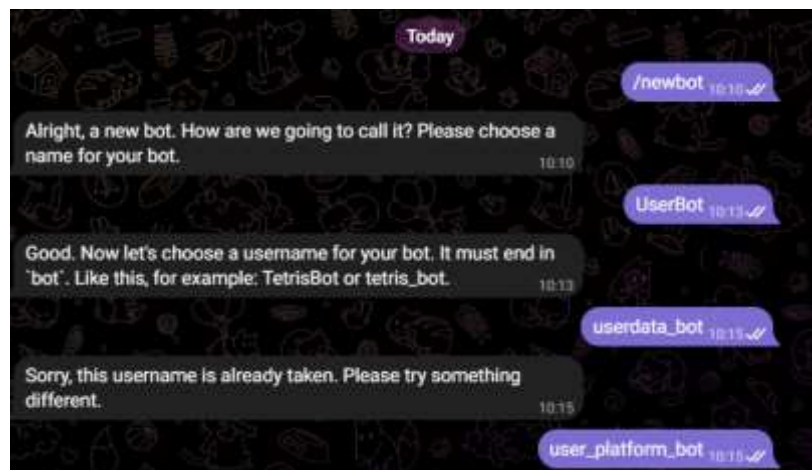 Today
/newbot 10:10
Alright, a new bot. How are we going to call it? Please choose a
name for your bot.
10:10
UserBot 10:13
Good. Now let's choose a username for your bot. It must end in
`bot`. Like this, for example: TetrisBot or tetris_bot.
10:13
userdata_bot 10:15
Sorry, this username is already taken. Please try something
different.
10:15
user_platform_bot 10:15